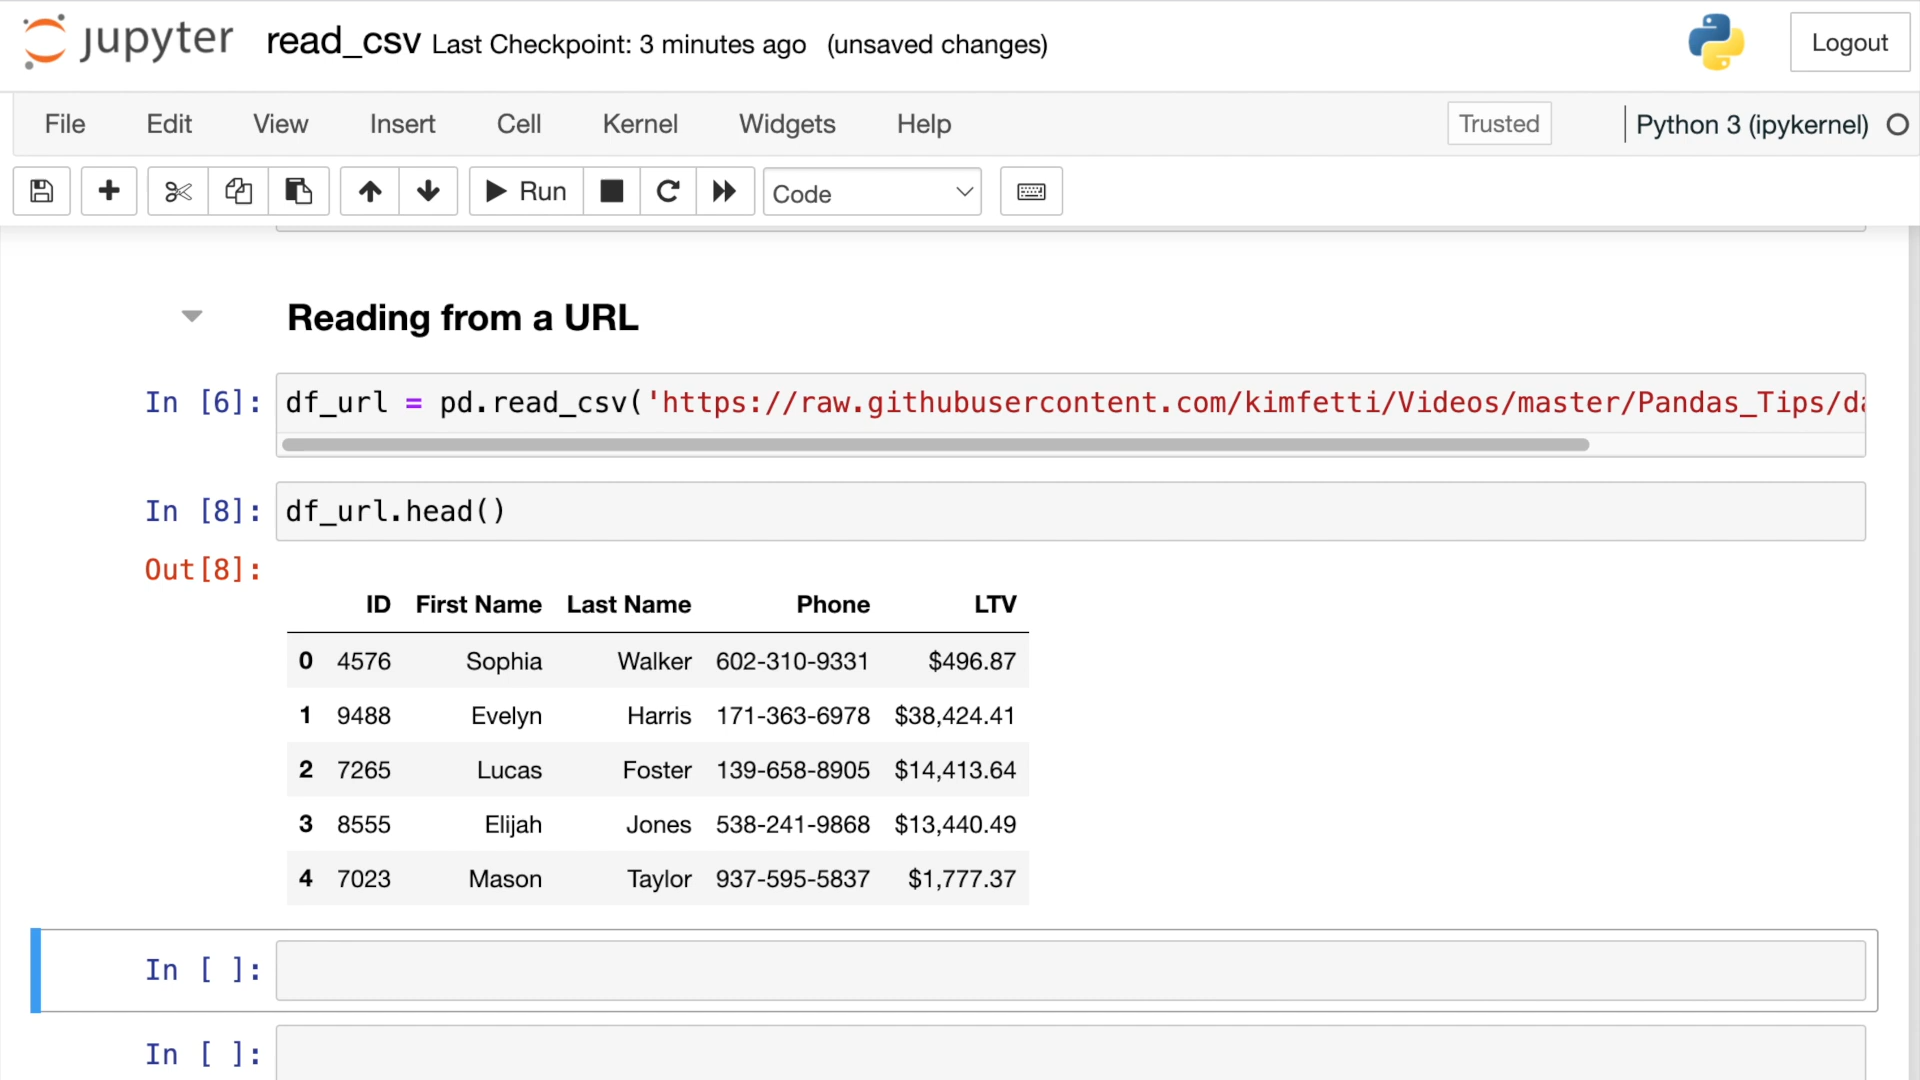 jupyter read_csv Last Checkpoint: 3 minutes ago (unsaved changes) Logout
File Edit View Insert Cell Kernel Widgets Help Trusted Python 3 (ipykernel)
Run Code
Reading from a URL
In [6]: df_url = pd.read_csv('https://raw.githubusercontent.com/kimfetti/Videos/master/Pandas_Tips/da
In [8]: df_url.head()
Out[8]:
ID First Name Last Name Phone LTV
0 4576 Sophia Walker 602-310-9331 $496.87
1 9488 Evelyn Harris 171-363-6978 $38,424.41
2 7265 Lucas Foster 139-658-8905 $14,413.64
3 8555 Elijah Jones 538-241-9868 $13,440.49
4 7023 Mason Taylor 937-595-5837 $1,777.37
In [ ]:
In [ ]: